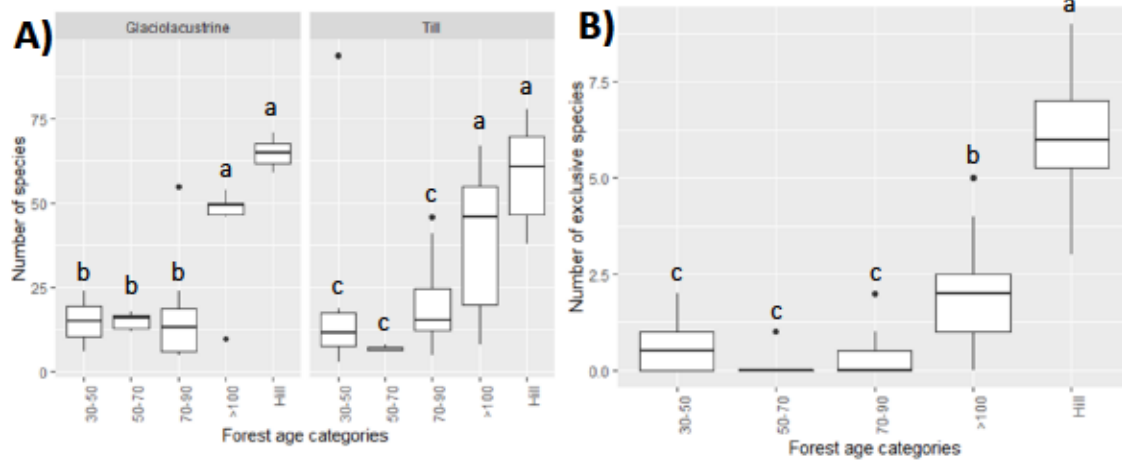 A)
Glaciolacustrine
Till
Number of species
75
50
25
0
b
b
b
a
a
c
c
c
a
a
30-50
50-70
70-90
>100
Hill
30-50
50-70
70-90
>100
Hill
Forest age categories
B)
Number of exclusive species
7.5
5.0
2.5
0.0
c
c
c
b
a
30-50
50-70
70-90
>100
Hill
Forest age categories